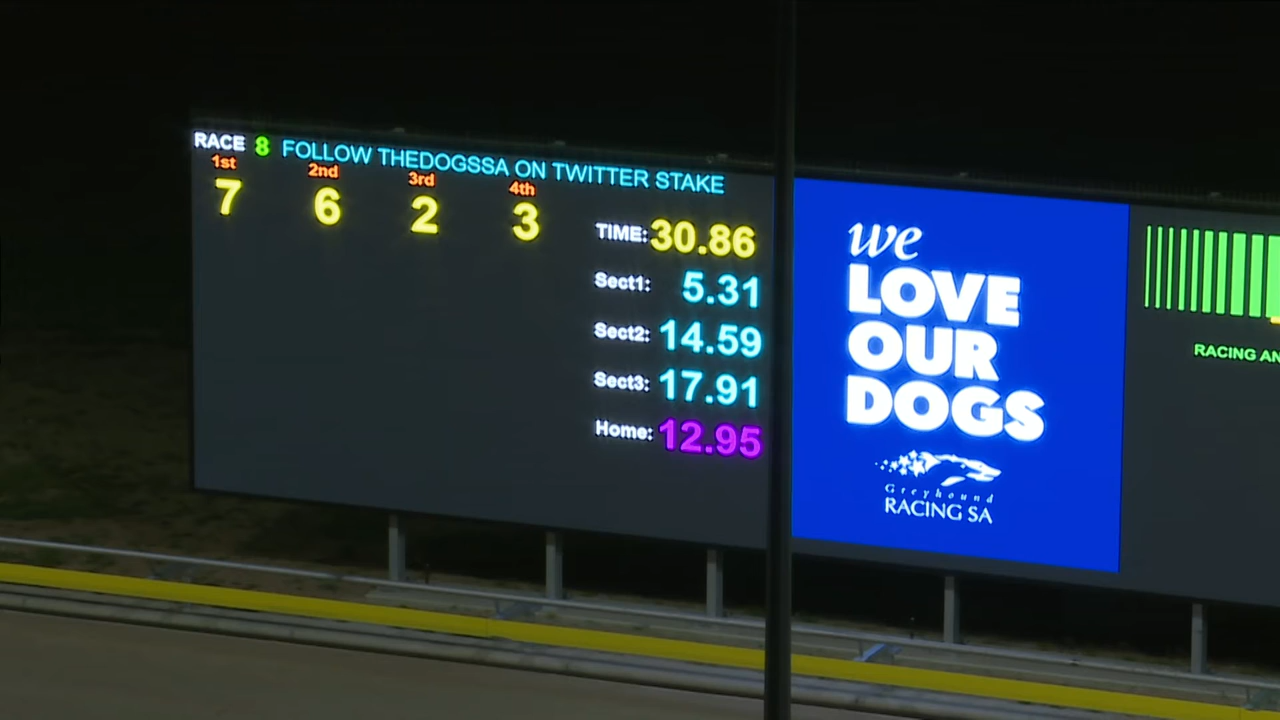 RACE 8 FOLLOW THEDOGSSA ON TWITTER STAKE
1st 2nd 3rd 4th
7 6 2 3
TIME: 30.86
Sect1: 5.31
Sect2: 14.59
Sect3: 17.91
Home: 12.95
we
LOVE
OUR
DOGS
Greyhound
RACING SA
RACING